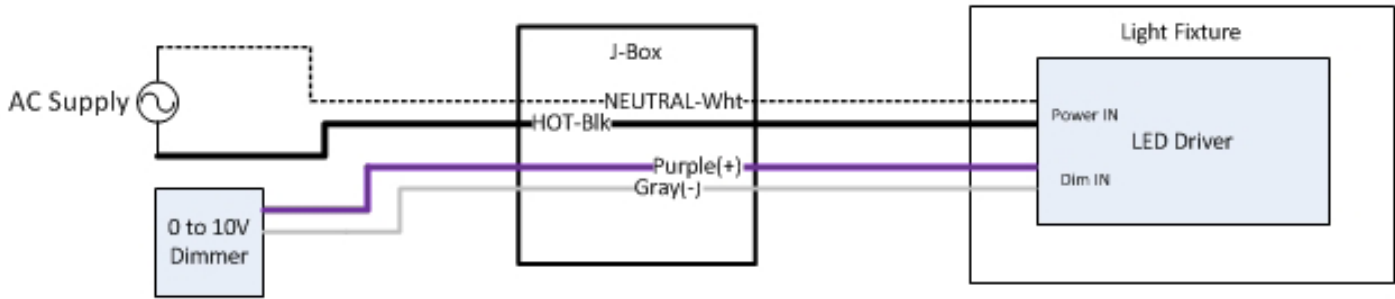 Light Fixture
J-Box
AC Supply
NEUTRAL-Wht
HOT-Blk
Power IN
LED Driver
Purple(+)
Gray(-)
Dim IN
0 to 10V
Dimmer